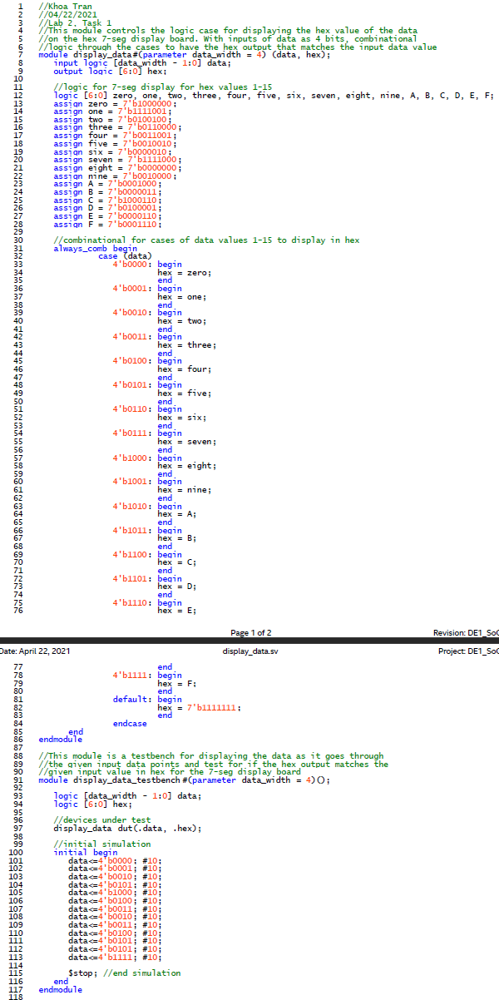 1 //Khoa Tran
2 //04/22/2021
3 //Lab 2, Task 1
4 //This module controls the logic case for displaying the hex value of the data
5 //on the hex 7-seg display board. With inputs of data as 4 bits, combinational
6 //logic through the cases to have the hex output that matches the input data value
7 module display_data#(parameter data_width = 4) (data, hex);
8 input logic [data_width - 1:0] data;
9 output logic [6:0] hex;
10
11 //logic for 7-seg display for hex values 1-15
12 logic [6:0] zero, one, two, three, four, five, six, seven, eight, nine, A, B, C, D, E, F;
13 assign zero = 7'b1000000;
14 assign one = 7'b1111001;
15 assign two = 7'b0100100;
16 assign three = 7'b0110000;
17 assign four = 7'b0011001;
18 assign five = 7'b0010010;
19 assign six = 7'b0000010;
20 assign seven = 7'b1111000;
21 assign eight = 7'b0000000;
22 assign nine = 7'b0010000;
23 assign A = 7'b0001000;
24 assign B = 7'b0000011;
25 assign C = 7'b1000110;
26 assign D = 7'b0100001;
27 assign E = 7'b0000110;
28 assign F = 7'b0001110;
29
30 //combinational for cases of data values 1-15 to display in hex
31 always_comb begin
32 case (data)
33 4'b0000: begin
34 hex = zero;
35 end
36 4'b0001: begin
37 hex = one;
38 end
39 4'b0010: begin
40 hex = two;
41 end
42 4'b0011: begin
43 hex = three;
44 end
45 4'b0100: begin
46 hex = four;
47 end
48 4'b0101: begin
49 hex = five;
50 end
51 4'b0110: begin
52 hex = six;
53 end
54 4'b0111: begin
55 hex = seven;
56 end
57 4'b1000: begin
58 hex = eight;
59 end
60 4'b1001: begin
61 hex = nine;
62 end
63 4'b1010: begin
64 hex = A;
65 end
66 4'b1011: begin
67 hex = B;
68 end
69 4'b1100: begin
70 hex = C;
71 end
72 4'b1101: begin
73 hex = D;
74 end
75 4'b1110: begin
76 hex = E;
Page 1 of 2 Revision: DE1_SoC
Date: April 22, 2021 display_data.sv Project: DE1_SoC
77 end
78 4'b1111: begin
79 hex = F;
80 end
81 default: begin
82 hex = 7'b1111111;
83 end
84 endcase
85 end
86 endmodule
87
88 //This module is a testbench for displaying the data as it goes through
89 //the given input data points and test for if the hex output matches the
90 //given input value in hex for the 7-seg display board
91 module display_data_testbench#(parameter data_width = 4)();
92
93 logic [data_width - 1:0] data;
94 logic [6:0] hex;
95
96 //devices under test
97 display_data dut(.data, .hex);
98
99 //initial simulation
100 initial begin
101 data<=4'b0000; #10;
102 data<=4'b0001; #10;
103 data<=4'b0010; #10;
104 data<=4'b0101; #10;
105 data<=4'b1000; #10;
106 data<=4'b0100; #10;
107 data<=4'b0011; #10;
108 data<=4'b0010; #10;
109 data<=4'b0011; #10;
110 data<=4'b0100; #10;
111 data<=4'b0101; #10;
112 data<=4'b0101; #10;
113 data<=4'b1111; #10;
114
115 $stop; //end simulation
116 end
117 endmodule
118